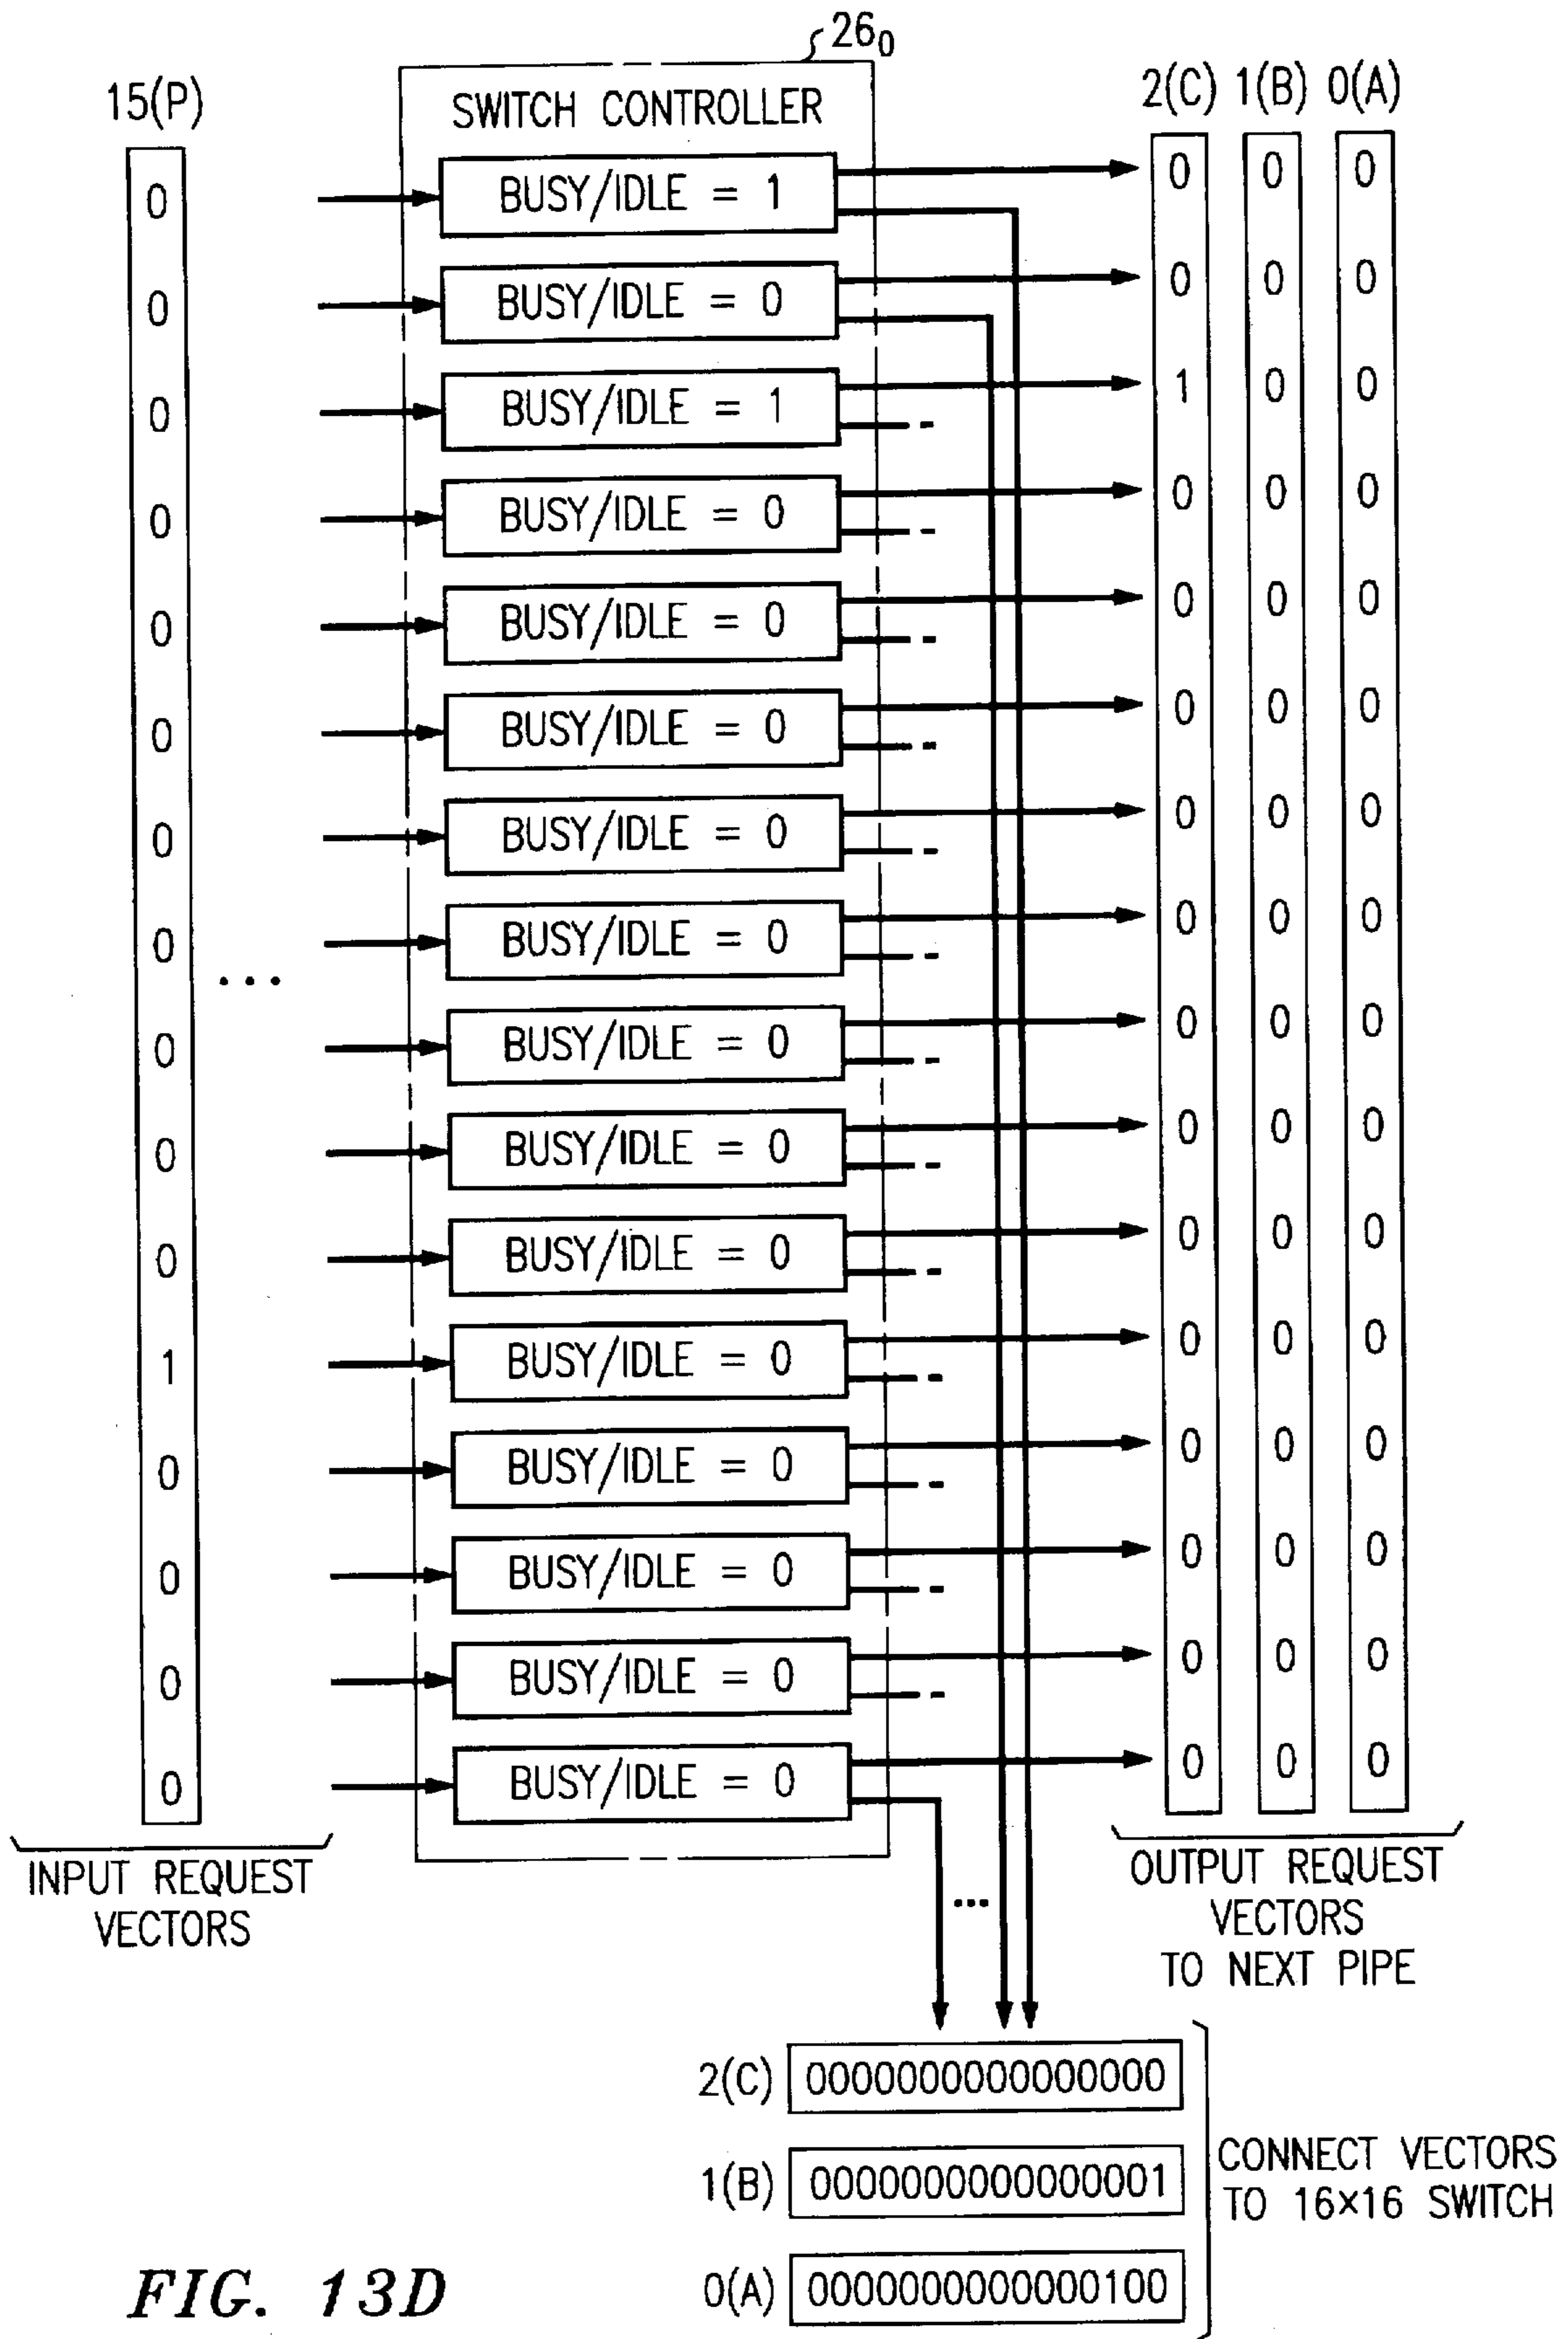 26₀
15(P) SWITCH CONTROLLER 2(C) 1(B) 0(A)
0 BUSY/IDLE = 1 0 0 0
0 BUSY/IDLE = 0 0 0 0
0 BUSY/IDLE = 1 1 0 0
0 BUSY/IDLE = 0 0 0 0
0 BUSY/IDLE = 0 0 0 0
0 BUSY/IDLE = 0 0 0 0
0 BUSY/IDLE = 0 0 0 0
0 BUSY/IDLE = 0 0 0 0
...
0 BUSY/IDLE = 0 0 0 0
0 BUSY/IDLE = 0 0 0 0
0 BUSY/IDLE = 0 0 0 0
1 BUSY/IDLE = 0 0 0 0
0 BUSY/IDLE = 0 0 0 0
0 BUSY/IDLE = 0 0 0 0
0 BUSY/IDLE = 0 0 0 0
0 BUSY/IDLE = 0 0 0 0
INPUT REQUEST
VECTORS
...
OUTPUT REQUEST
VECTORS
TO NEXT PIPE
2(C) 0000000000000000
1(B) 0000000000000001
0(A) 0000000000000100
CONNECT VECTORS
TO 16×16 SWITCH
FIG. 13D